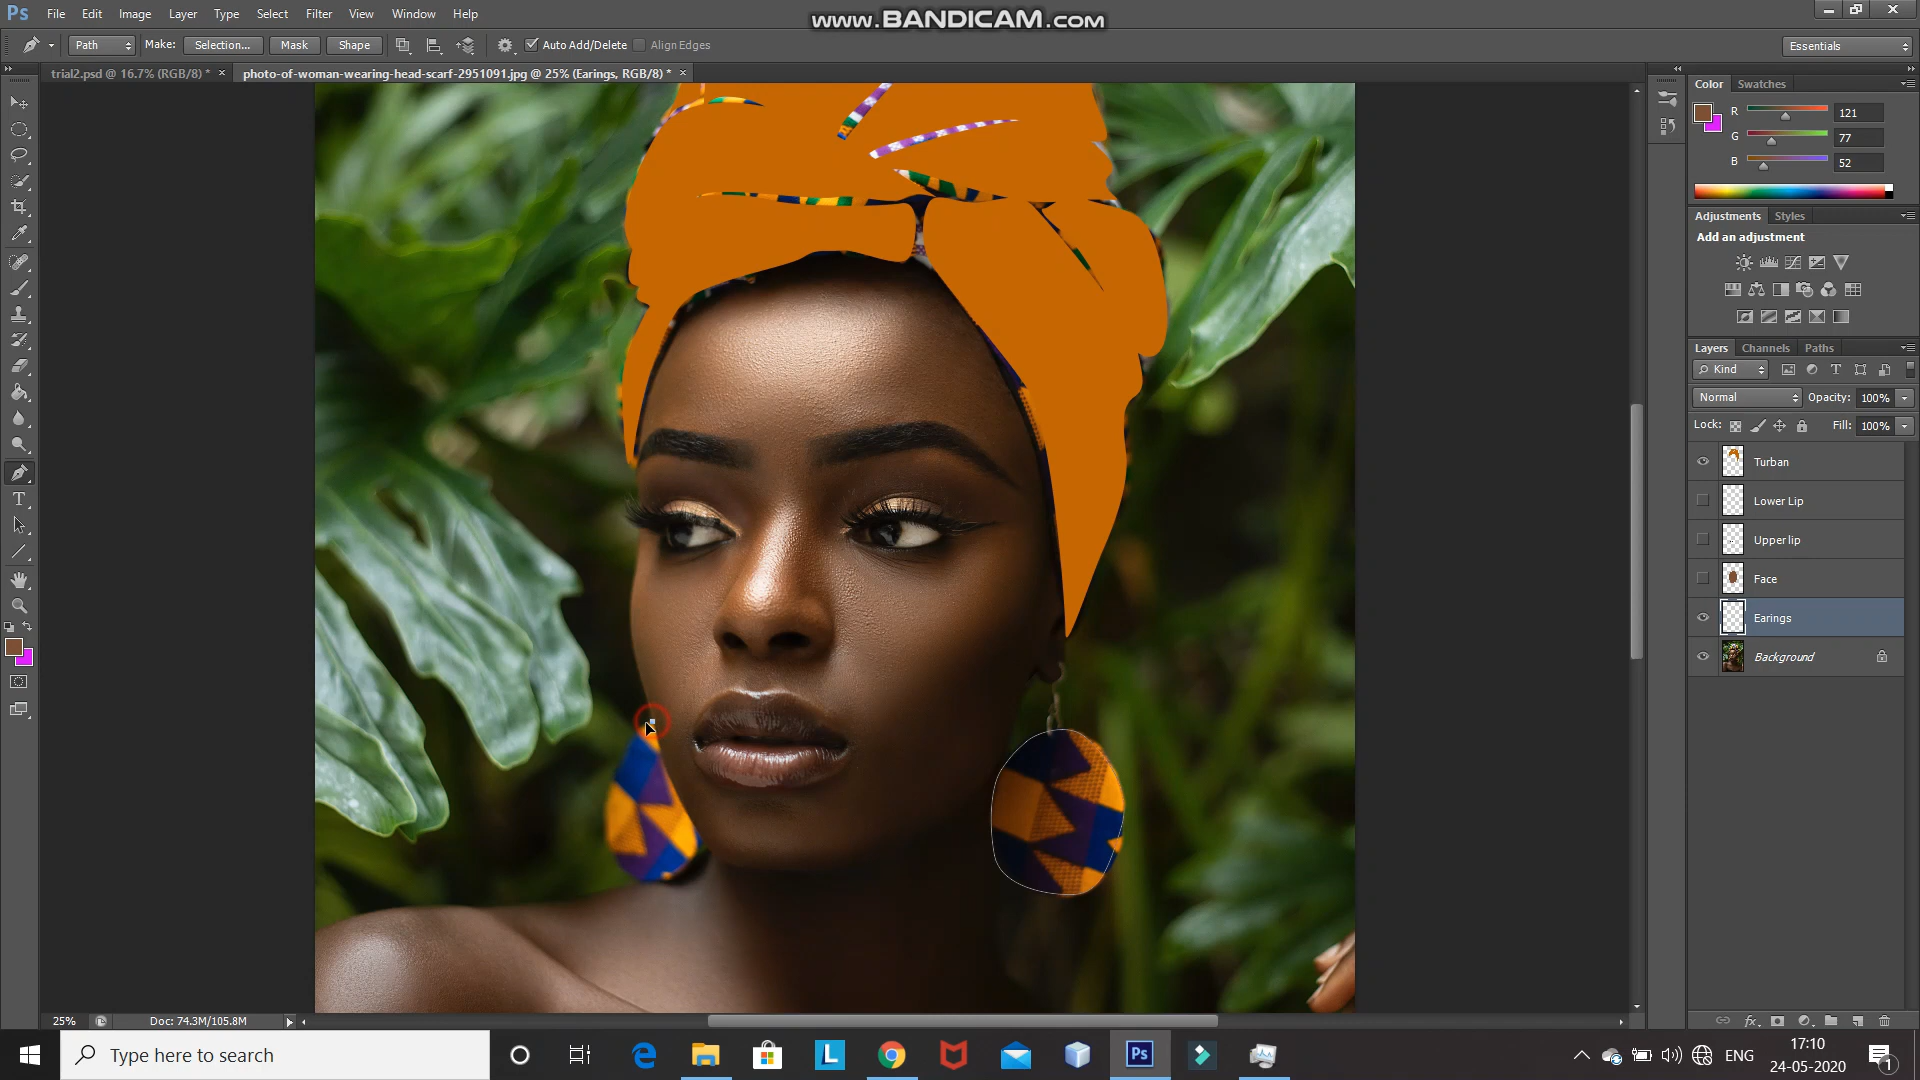 Ps File Edit Image Layer Type Select Filter View Window Help
www.BANDICAM.com
Path Make: Selection... Mask Shape Auto Add/Delete Align Edges Essentials
trial2.psd @ 16.7% (RGB/8) * × photo-of-woman-wearing-head-scarf-2951091.jpg @ 25% (Earings, RGB/8) * ×
Color Swatches
R 121
G 77
B 52
Adjustments Styles
Add an adjustment
Layers Channels Paths
Kind
Normal Opacity: 100%
Lock: Fill: 100%
Turban
Lower Lip
Upper lip
Face
Earings
Background
25% Doc: 74.3M/105.8M
Type here to search
L
Ps
ENG
17:10
24-05-2020
1